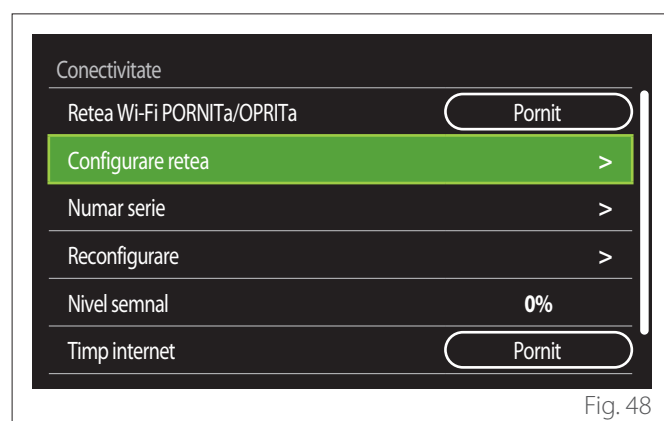 Conectivitate
Retea Wi-Fi PORNITa/OPRITa Pornit
Configurare retea >
Numar serie >
Reconfigurare >
Nivel semnal 0%
Timp internet Pornit
Fig. 48